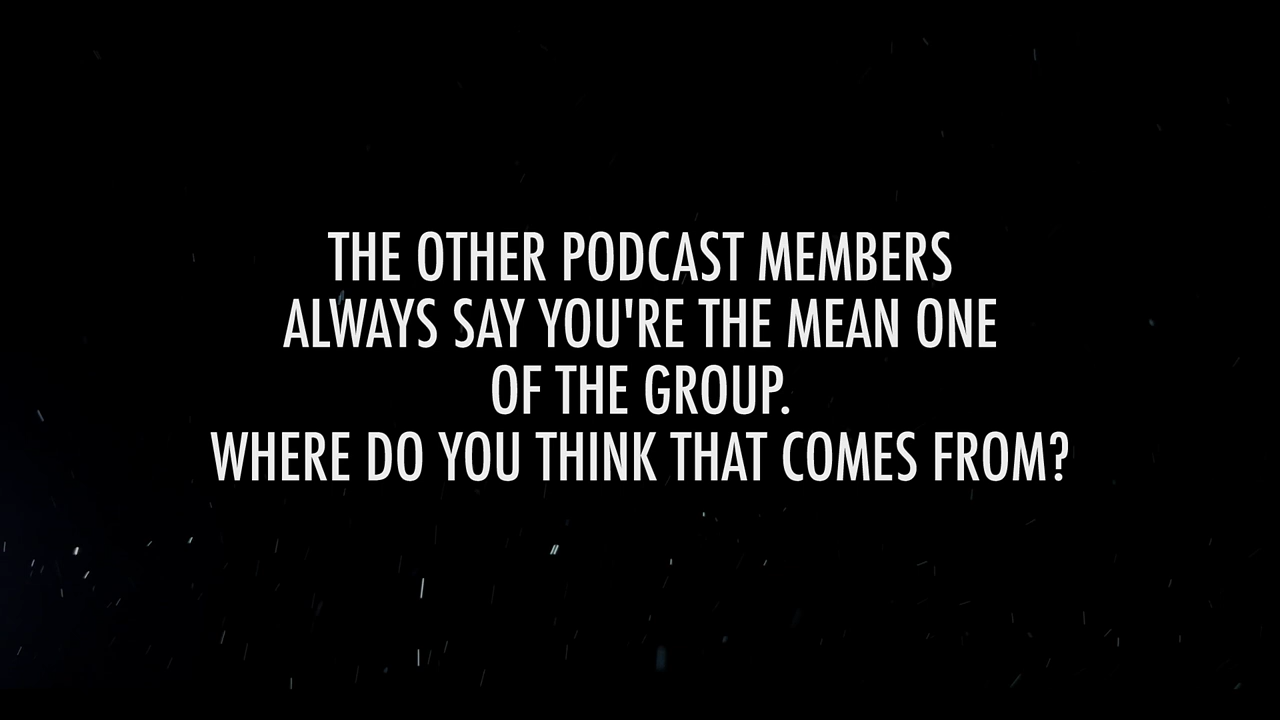 THE OTHER PODCAST MEMBERS
ALWAYS SAY YOU'RE THE MEAN ONE
OF THE GROUP.
WHERE DO YOU THINK THAT COMES FROM?